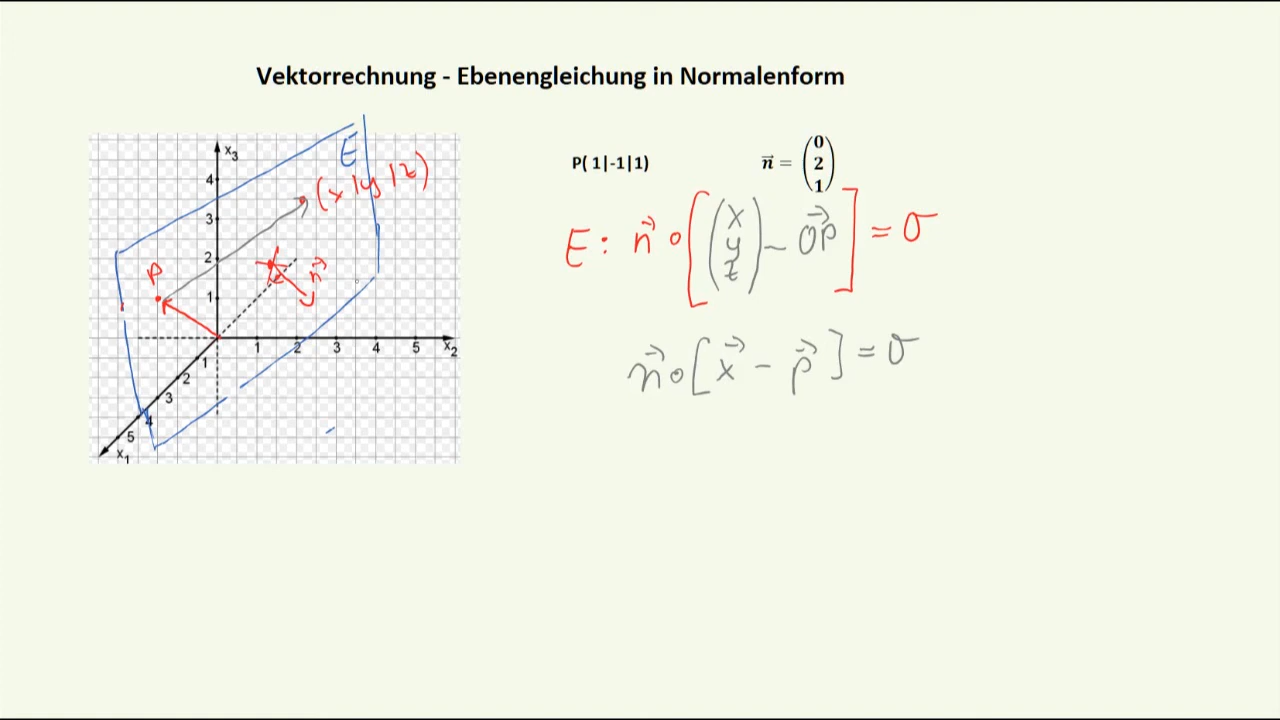 Vektorrechnung - Ebenengleichung in Normalenform
P( 1|-1|1)
n⃗ = (0 2 1)
E : n⃗ ∘ [(x y z) - OP⃗] = 0
n⃗ ∘ [x⃗ - p⃗] = 0
x₃
E
(x|y|z)
4
3
2
P
n⃗
1
1 2 3 4 5 x₂
1
2
3
4
5
x₁